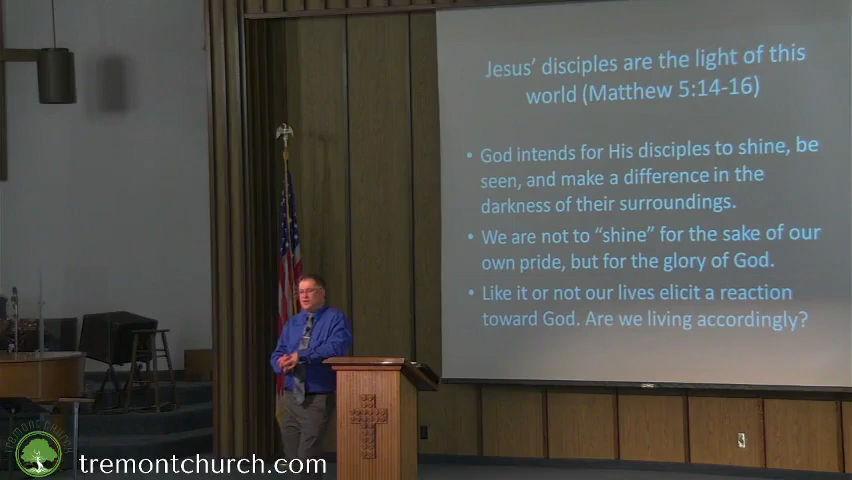 Jesus' disciples are the light of this
world (Matthew 5:14-16)
• God intends for His disciples to shine, be
seen, and make a difference in the
darkness of their surroundings.
• We are not to “shine” for the sake of our
own pride, but for the glory of God.
• Like it or not our lives elicit a reaction
toward God. Are we living accordingly?
TREMONT CHURCH
tremontchurch.com